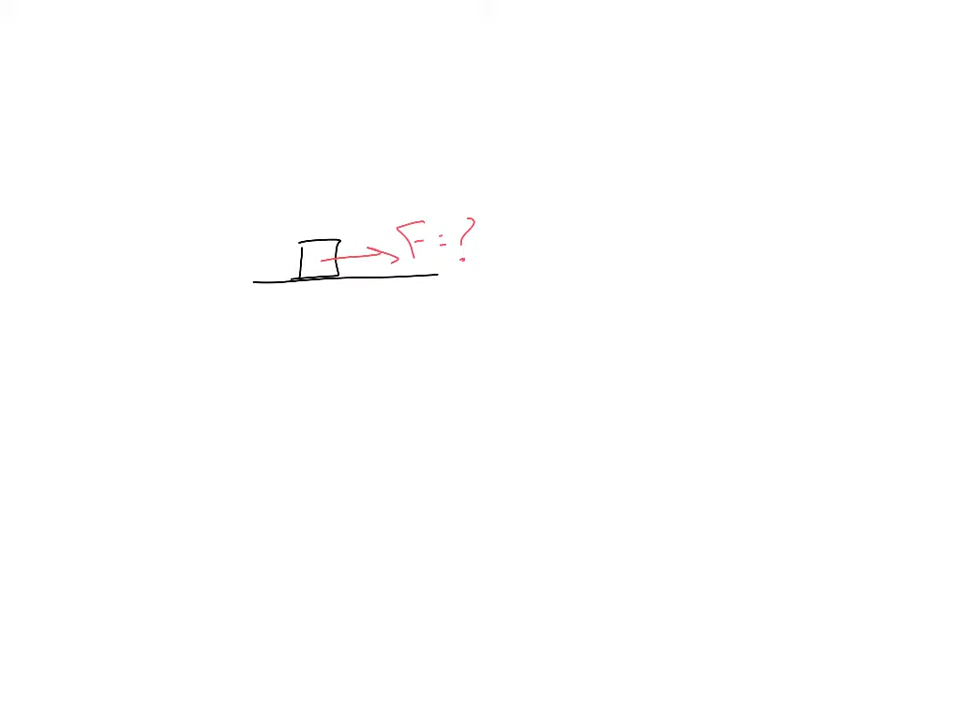 F = ?